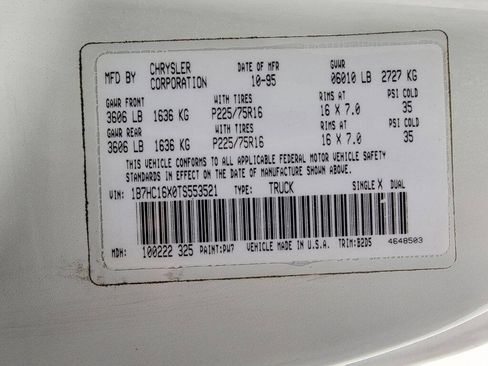 MFD BY CHRYSLER CORPORATION DATE OF MFR 10-95 GVWR 06010 LB 2727 KG
GAWR FRONT WITH TIRES RIMS AT PSI COLD
3606 LB 1636 KG P225/75R16 16 X 7.0 35
GAWR REAR WITH TIRES RIMS AT PSI COLD
3606 LB 1636 KG P225/75R16 16 X 7.0 35
THIS VEHICLE CONFORMS TO ALL APPLICABLE FEDERAL MOTOR VEHICLE SAFETY
STANDARDS IN EFFECT ON THE DATE OF MANUFACTURE SHOWN ABOVE
VIN: 1B7HC16X0TS553521 TYPE: TRUCK SINGLE X DUAL
MDH: 100222 325 PAINT: PW7 VEHICLE MADE IN U.S.A. TRIM: B2D5 4648503